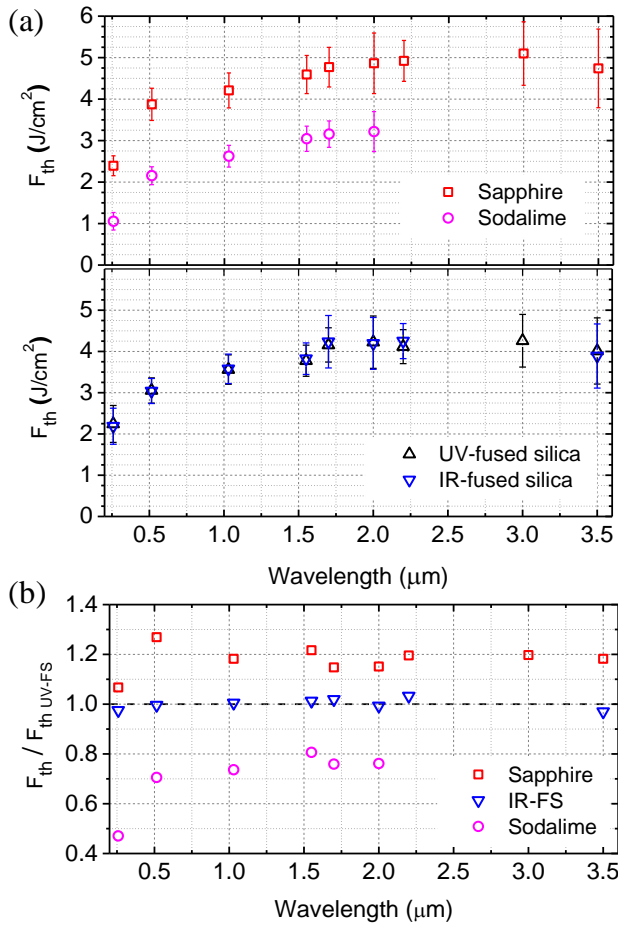 (a)
6
5
4
3
2
1
0
F_th (J/cm²)
Sapphire
Sodalime
5
4
3
2
1
0
F_th (J/cm²)
UV-fused silica
IR-fused silica
0.5 1.0 1.5 2.0 2.5 3.0 3.5
Wavelength (μm)
(b)
1.4
1.2
1.0
0.8
0.6
0.4
F_th / F_th UV-FS
Sapphire
IR-FS
Sodalime
0.5 1.0 1.5 2.0 2.5 3.0 3.5
Wavelength (μm)